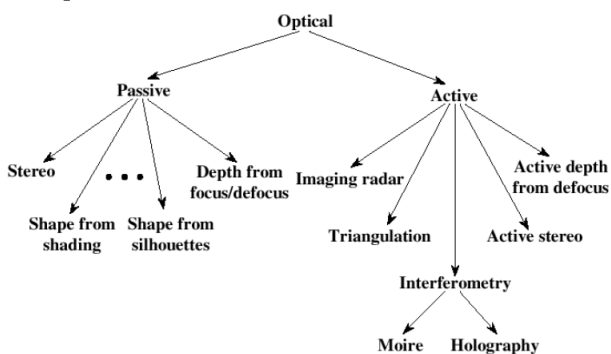 Optical
Passive
Active
Stereo
• • •
Depth from
focus/defocus
Shape from
shading
Shape from
silhouettes
Imaging radar
Active depth
from defocus
Triangulation
Active stereo
Interferometry
Moire
Holography